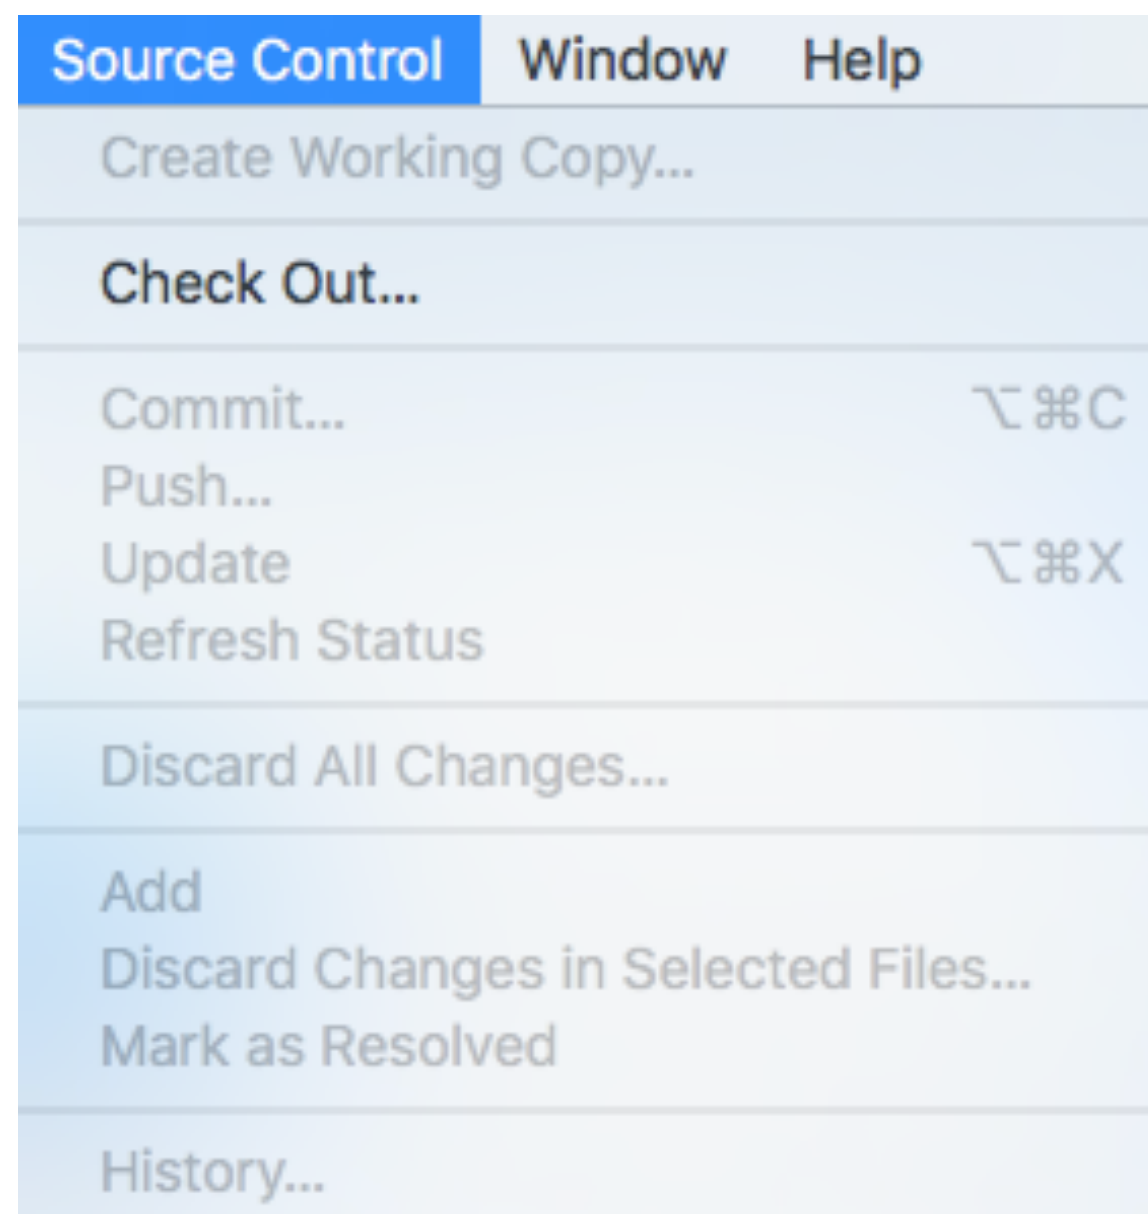 Source Control Window Help
Create Working Copy...
Check Out...
Commit... ⌥⌘C
Push...
Update ⌥⌘X
Refresh Status
Discard All Changes...
Add
Discard Changes in Selected Files...
Mark as Resolved
History...